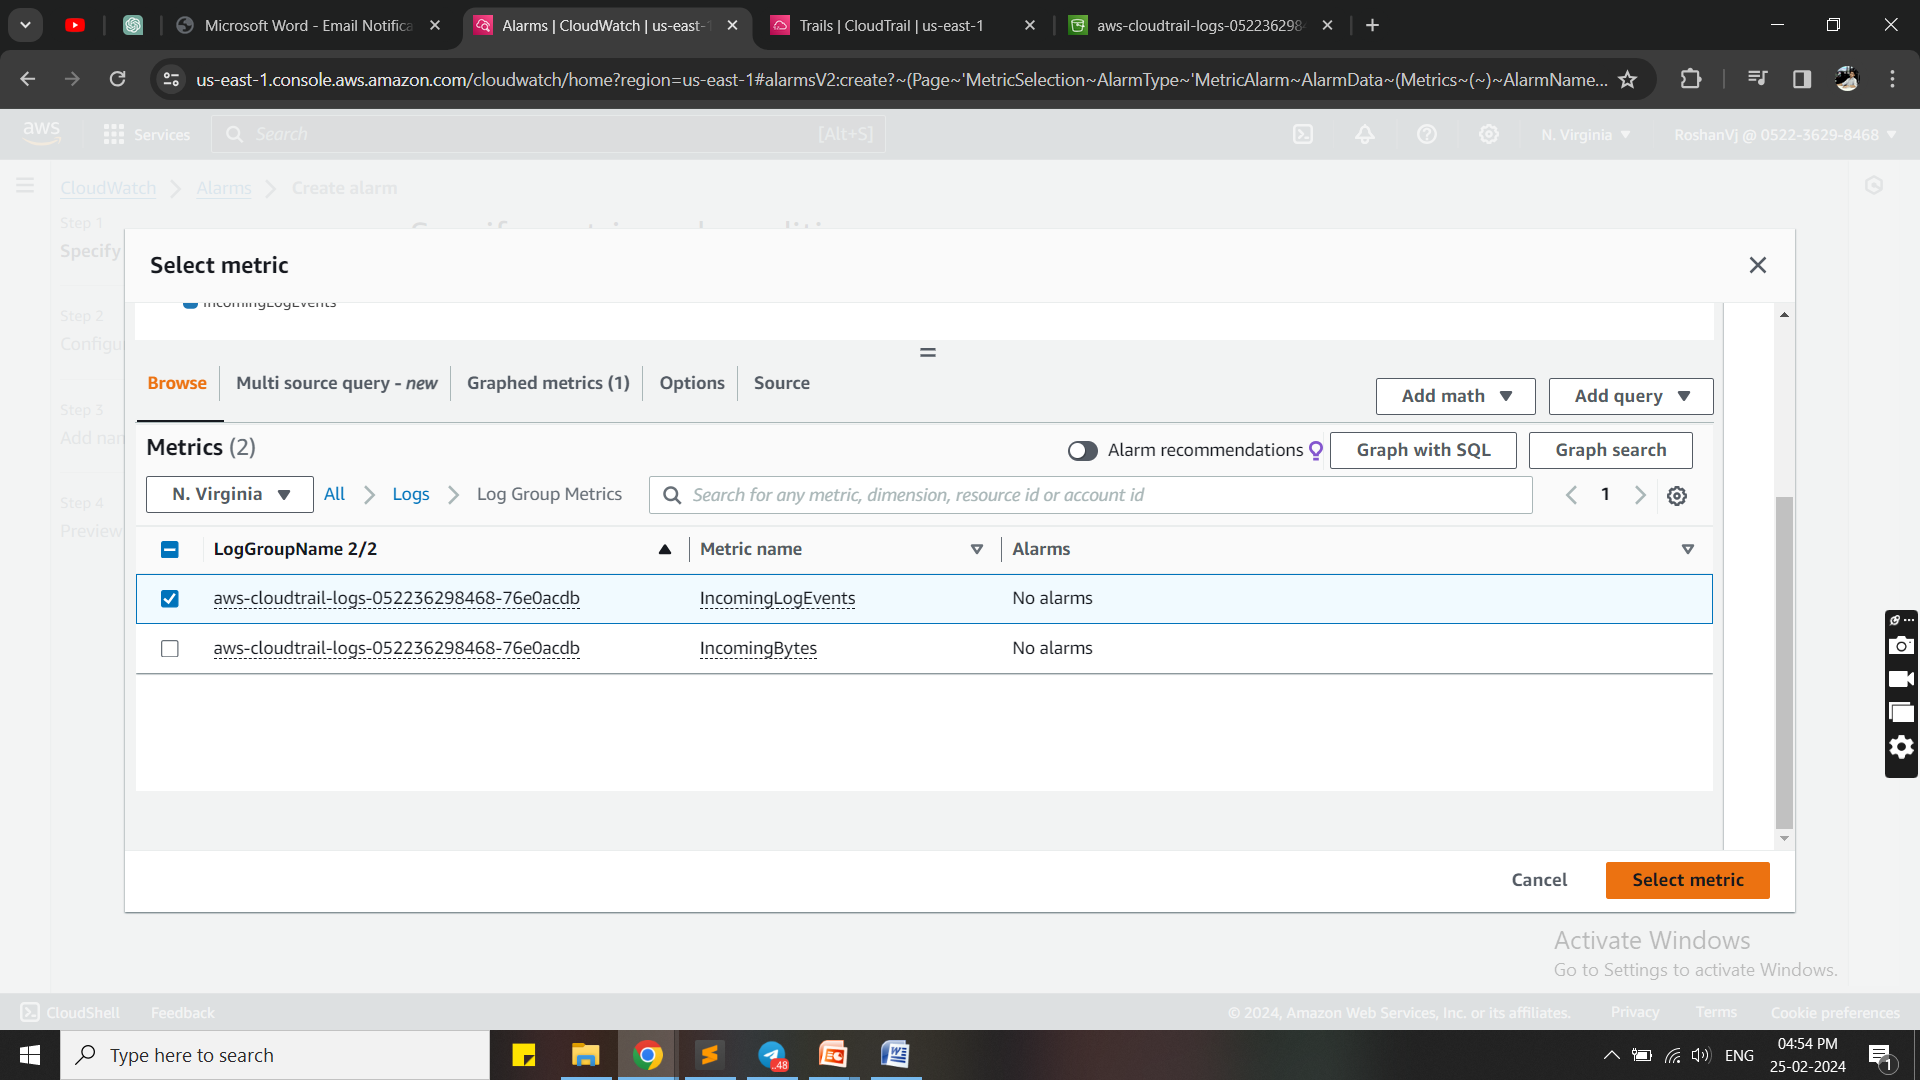 Microsoft Word - Email Notifica
Alarms | CloudWatch | us-east-1
Trails | CloudTrail | us-east-1
aws-cloudtrail-logs-052236298
us-east-1.console.aws.amazon.com/cloudwatch/home?region=us-east-1#alarmsV2:create?~(Page~'MetricSelection~AlarmType~'MetricAlarm~AlarmData~(Metrics~(~)~AlarmName...
aws
Services
Search
[Alt+S]
N. Virginia
RoshanVj @ 0522-3629-8468
CloudWatch
Alarms
Create alarm
Step 1
Specify
Step 2
Configu
Step 3
Add nam
Step 4
Preview
Select metric
IncomingLogEvents
Browse
Multi source query - new
Graphed metrics (1)
Options
Source
Add math
Add query
Metrics (2)
Alarm recommendations
Graph with SQL
Graph search
N. Virginia
All
Logs
Log Group Metrics
Search for any metric, dimension, resource id or account id
1
LogGroupName 2/2
Metric name
Alarms
aws-cloudtrail-logs-052236298468-76e0acdb
IncomingLogEvents
No alarms
aws-cloudtrail-logs-052236298468-76e0acdb
IncomingBytes
No alarms
Cancel
Select metric
Activate Windows
Go to Settings to activate Windows.
CloudShell
Feedback
© 2024, Amazon Web Services, Inc. or its affiliates.
Privacy
Terms
Cookie preferences
Type here to search
48
ENG
04:54 PM
25-02-2024
1